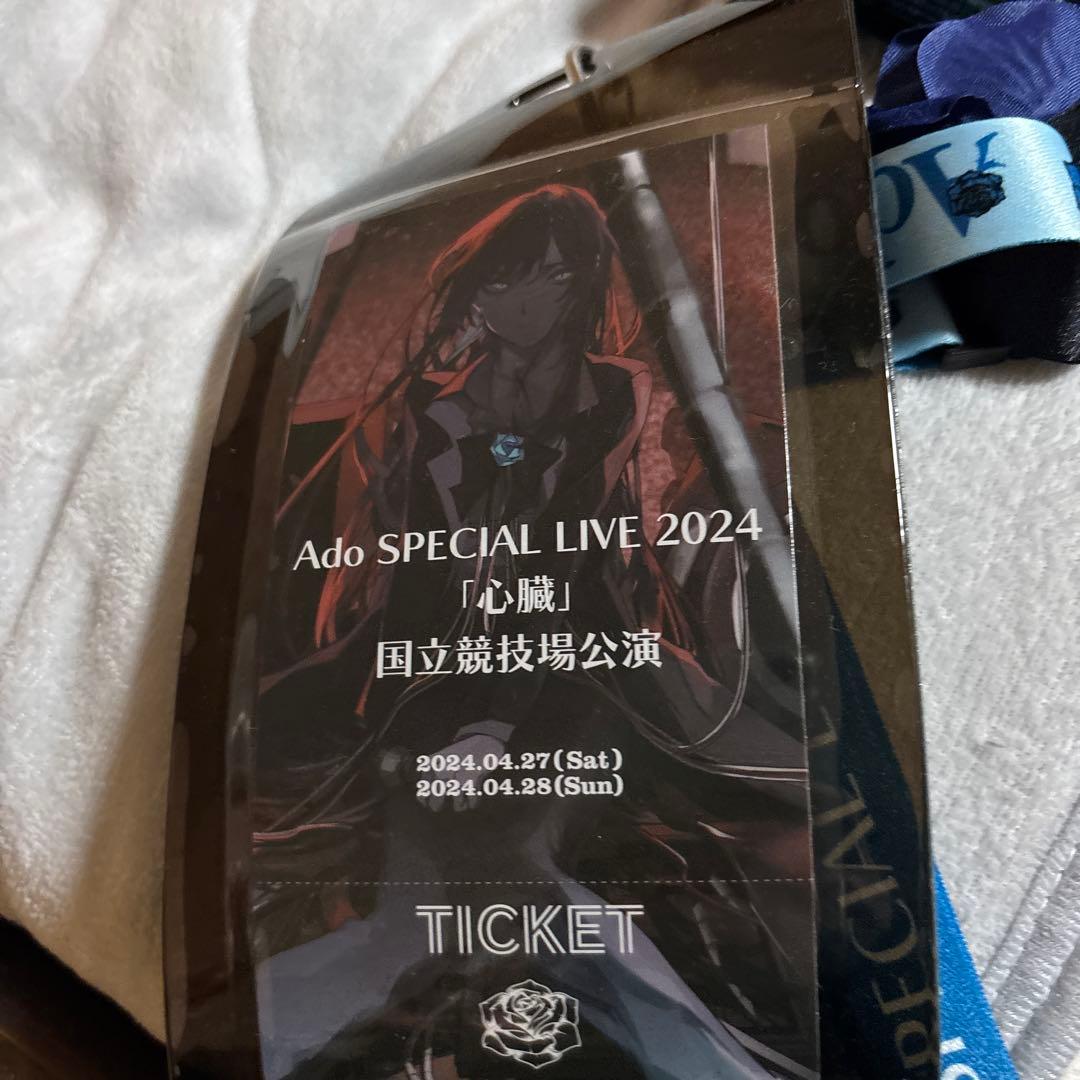 Ado SPECIAL LIVE 2024
「心臓」
国立競技場公演
2024.04.27(Sat)
2024.04.28(Sun)
TICKET
SPECIAL